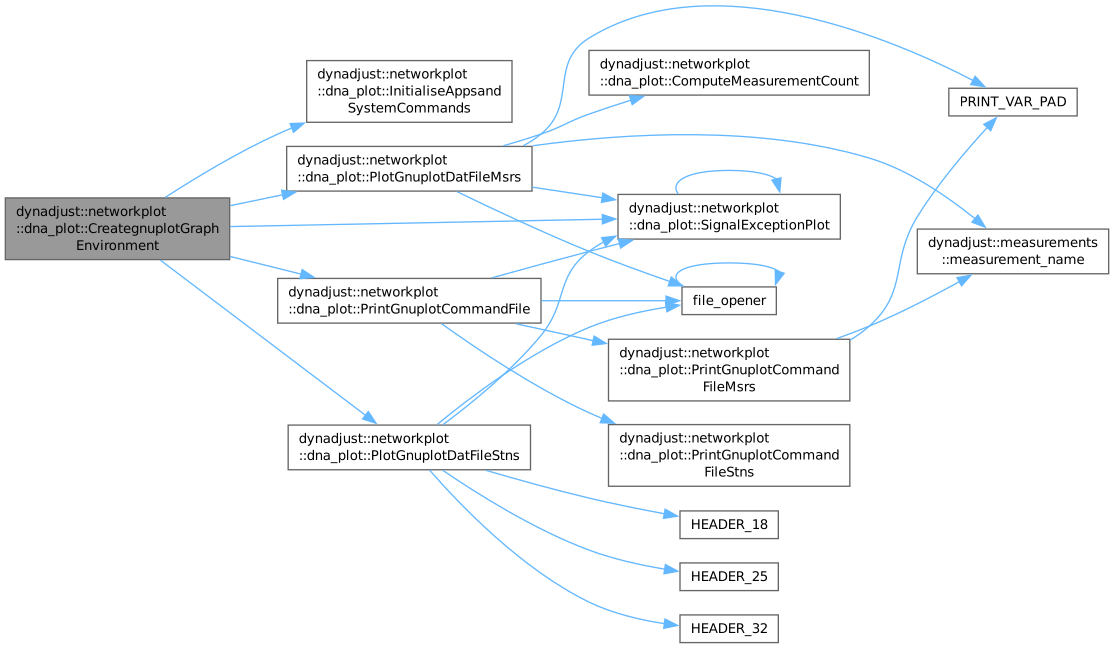 dynadjust::networkplot
::dna_plot::CreategnuplotGraph
Environment
dynadjust::networkplot
::dna_plot::InitialiseAppsand
SystemCommands
dynadjust::networkplot
::dna_plot::PlotGnuplotDatFileMsrs
dynadjust::networkplot
::dna_plot::PrintGnuplotCommandFile
dynadjust::networkplot
::dna_plot::PlotGnuplotDatFileStns
dynadjust::networkplot
::dna_plot::ComputeMeasurementCount
dynadjust::networkplot
::dna_plot::SignalExceptionPlot
file_opener
dynadjust::networkplot
::dna_plot::PrintGnuplotCommand
FileMsrs
dynadjust::networkplot
::dna_plot::PrintGnuplotCommand
FileStns
HEADER_18
HEADER_25
HEADER_32
PRINT_VAR_PAD
dynadjust::measurements
::measurement_name